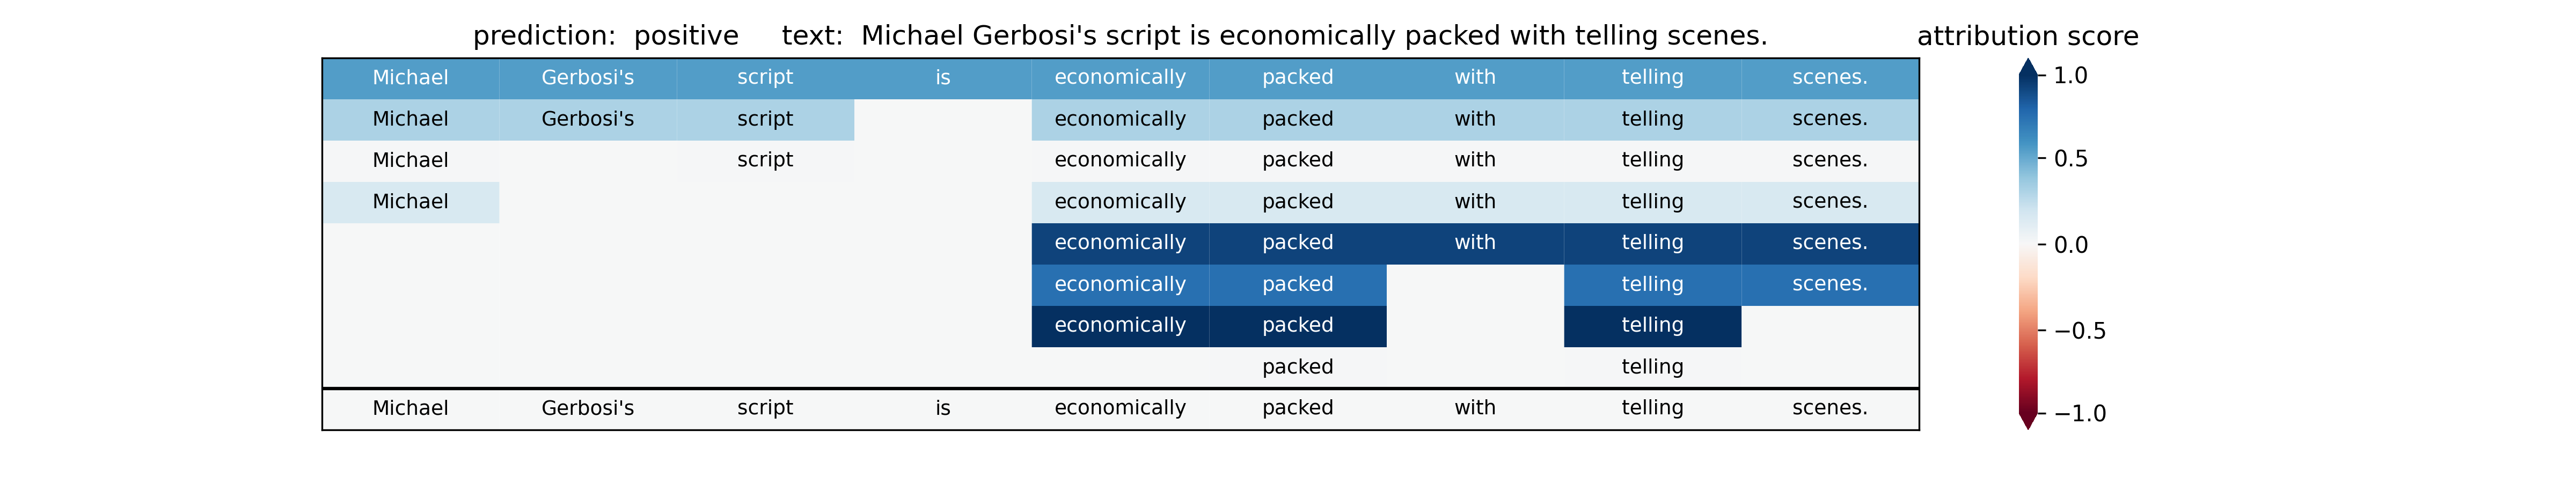 prediction: positive text: Michael Gerbosi's script is economically packed with telling scenes. attribution score
Michael Gerbosi's script is economically packed with telling scenes.
Michael Gerbosi's script economically packed with telling scenes.
Michael script economically packed with telling scenes.
Michael economically packed with telling scenes.
economically packed with telling scenes.
economically packed telling scenes.
economically packed telling
packed telling
Michael Gerbosi's script is economically packed with telling scenes.
1.0
0.5
0.0
−0.5
−1.0